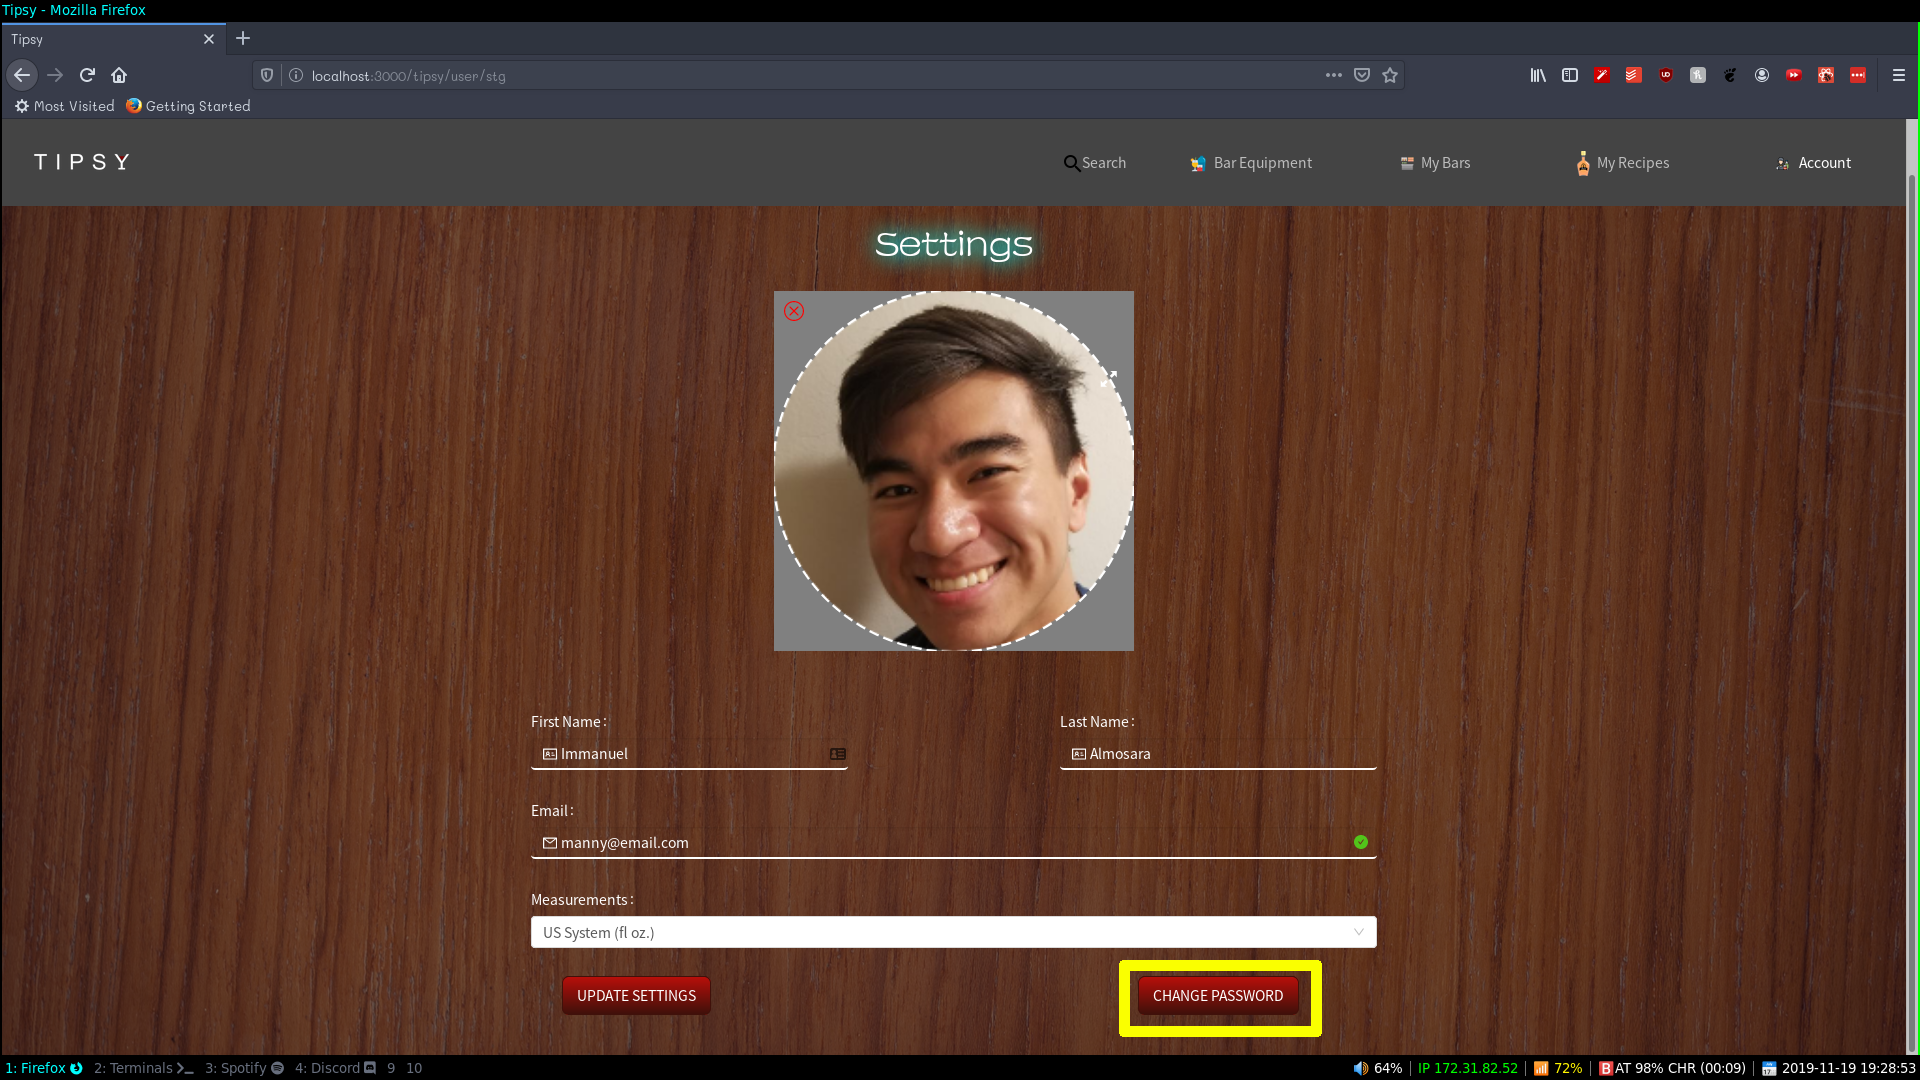 Tipsy - Mozilla Firefox
Tipsy
localhost:3000/tipsy/user/stg
Most Visited Getting Started
TIPSY Search Bar Equipment My Bars My Recipes Account
Settings
First Name : Last Name :
Immanuel Almosara
Email :
manny@email.com
Measurements :
US System (fl oz.)
UPDATE SETTINGS CHANGE PASSWORD
1: Firefox 2: Terminals 3: Spotify 4: Discord 9 10 64% | IP 172.31.82.52 | 72% | BAT 98% CHR (00:09) | 2019-11-19 19:28:53